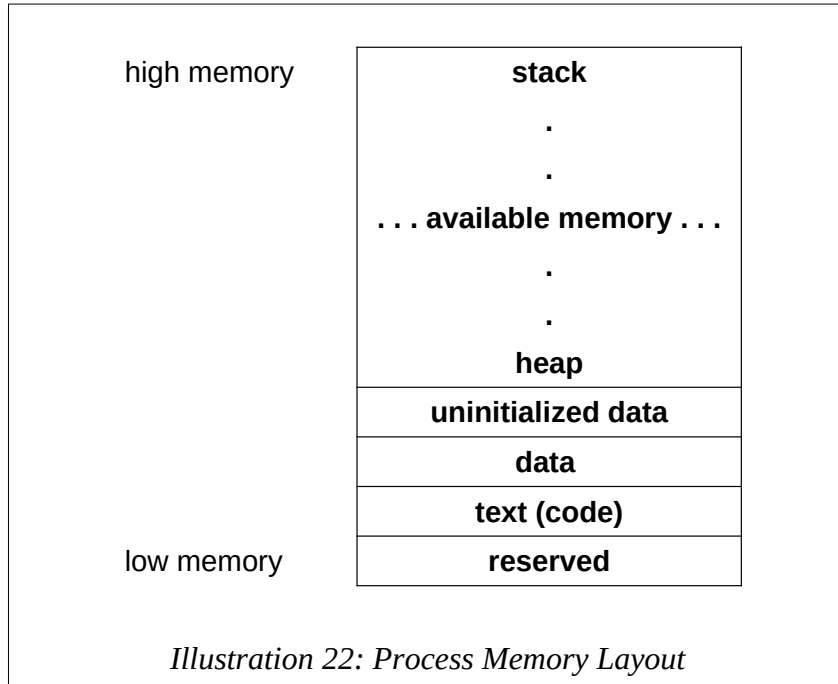 high memory
stack
.
.
. . . available memory . . .
.
.
heap
uninitialized data
data
text (code)
low memory
reserved
Illustration 22: Process Memory Layout